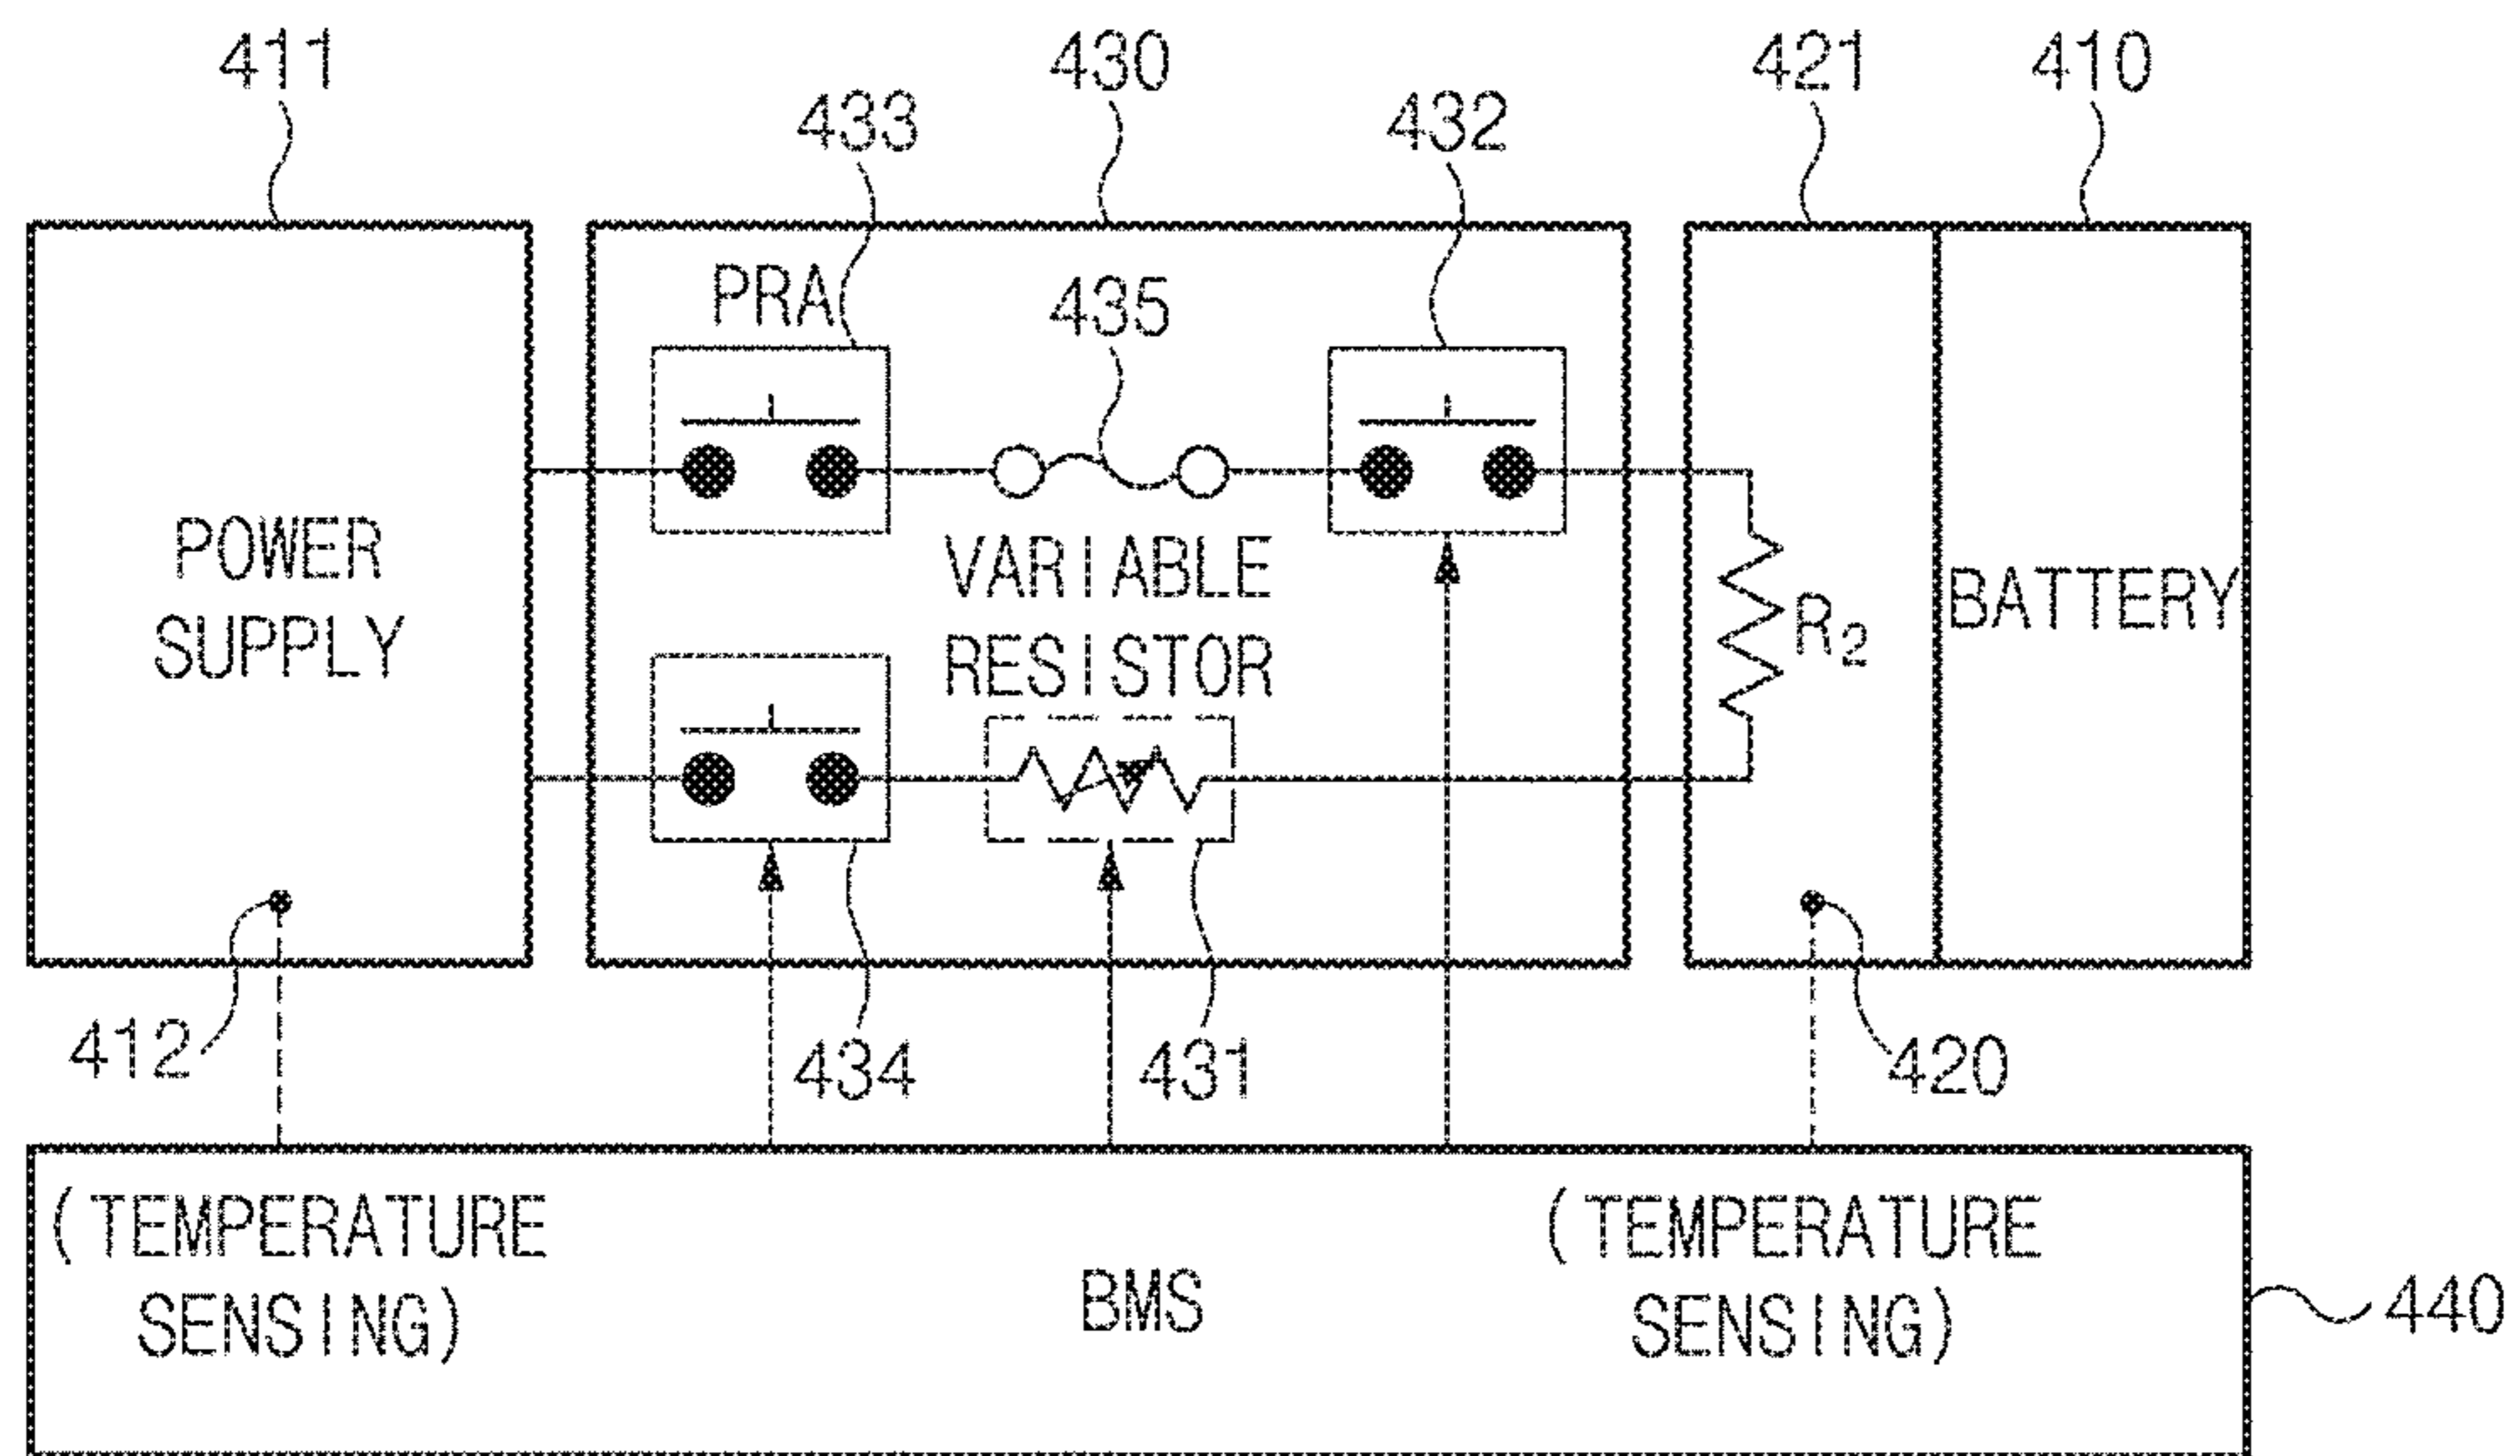 411
430
421
410
433
432
PRA
435
POWER
SUPPLY
VARIABLE
RESISTOR
R2
BATTERY
412
434
431
420
(TEMPERATURE
SENSING)
BMS
(TEMPERATURE
SENSING)
440